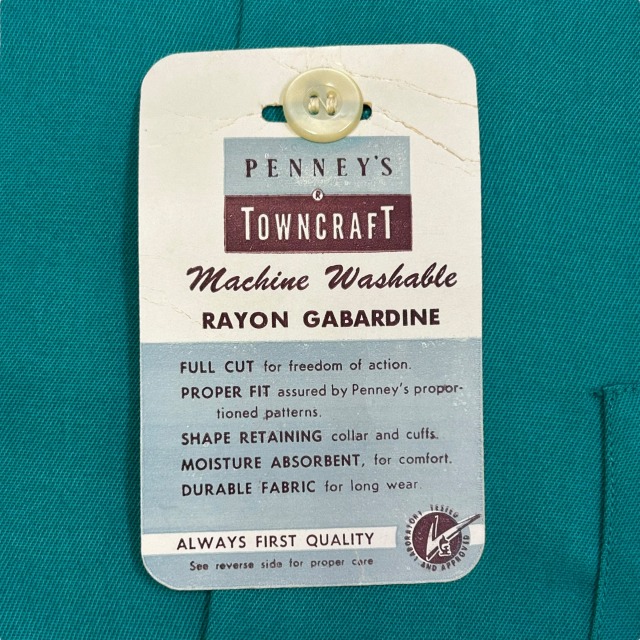 PENNEY'S
®
TOWNCRAFT
Machine Washable
RAYON GABARDINE
FULL CUT for freedom of action.
PROPER FIT assured by Penney's propor-
tioned patterns.
SHAPE RETAINING collar and cuffs.
MOISTURE ABSORBENT, for comfort.
DURABLE FABRIC for long wear.
ALWAYS FIRST QUALITY
See reverse side for proper care
LABORATORY TESTED
AND APPROVED